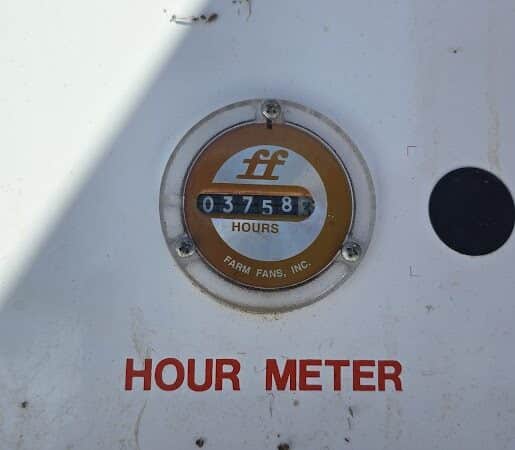 ff
03758
HOURS
FARM FANS, INC.
HOUR METER